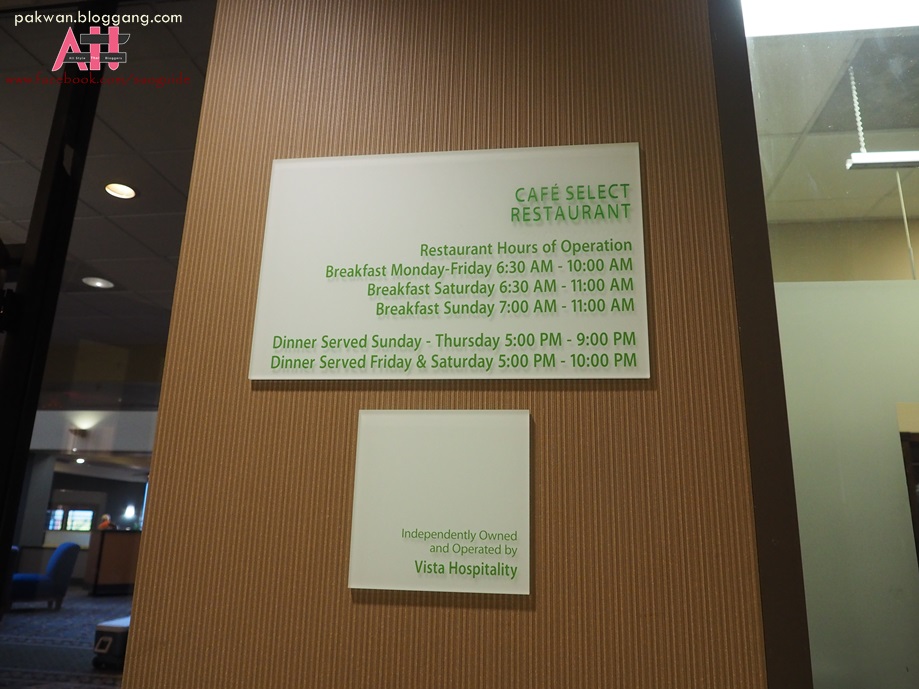 pakwan.bloggang.com
CAFÉ SELECT
RESTAURANT
Restaurant Hours of Operation
Breakfast Monday-Friday 6:30 AM - 10:00 AM
Breakfast Saturday 6:30 AM - 11:00 AM
Breakfast Sunday 7:00 AM - 11:00 AM
Dinner Served Sunday - Thursday 5:00 PM - 9:00 PM
Dinner Served Friday & Saturday 5:00 PM - 10:00 PM
Independently Owned
and Operated by
Vista Hospitality